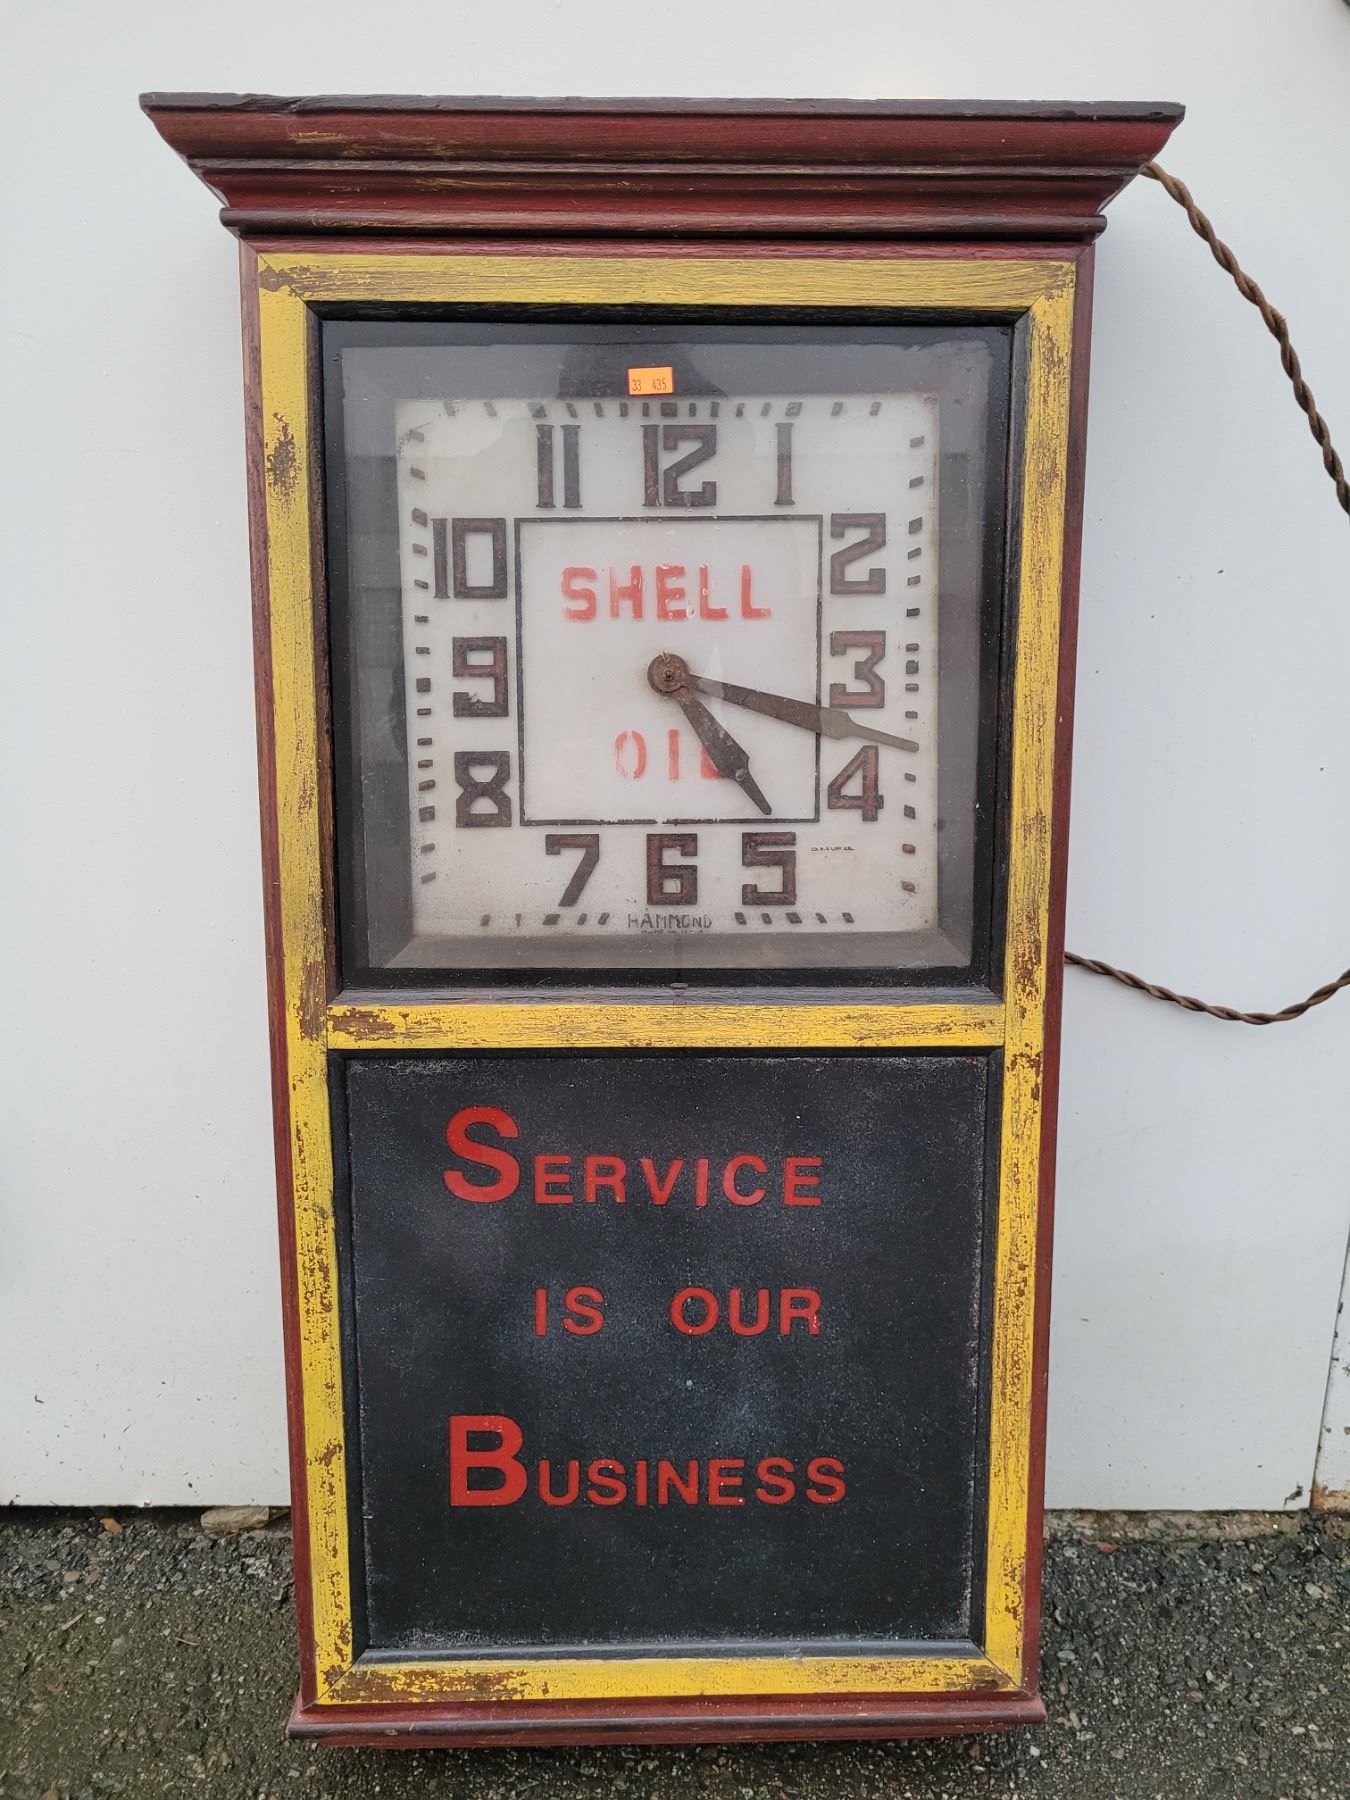 33 435
11 12 1
10 2
SHELL
9 3
OIL
8 4
7 6 5
HAMMOND
SERVICE
IS OUR
BUSINESS